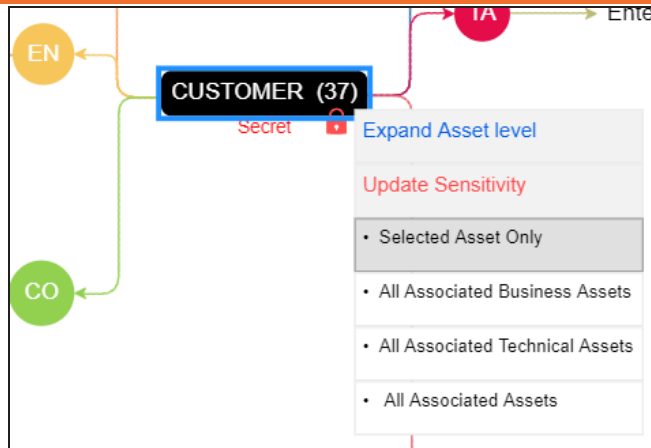 TA
Ente
EN
CUSTOMER (37)
Secret
Expand Asset level
Update Sensitivity
• Selected Asset Only
CO
• All Associated Business Assets
• All Associated Technical Assets
• All Associated Assets